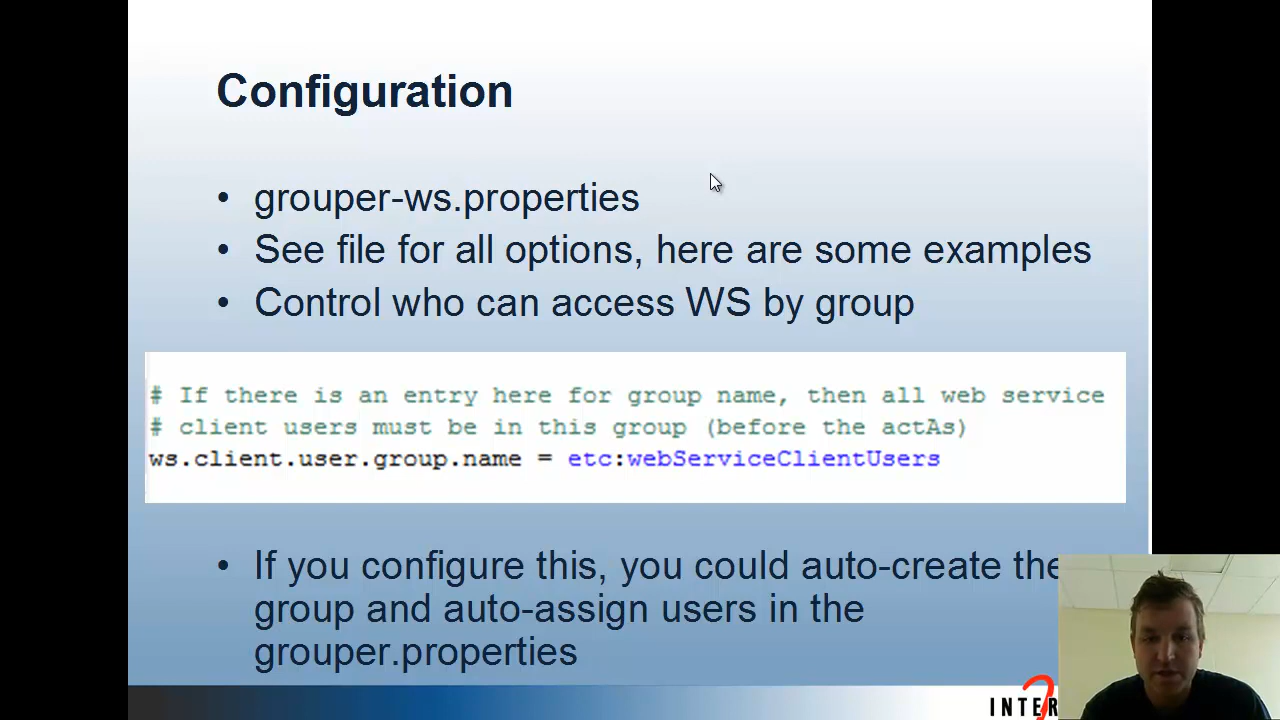 Configuration
• grouper-ws.properties
• See file for all options, here are some examples
• Control who can access WS by group
# If there is an entry here for group name, then all web service
# client users must be in this group (before the actAs)
ws.client.user.group.name = etc:webServiceClientUsers
• If you configure this, you could auto-create the
group and auto-assign users in the
grouper.properties
INTER